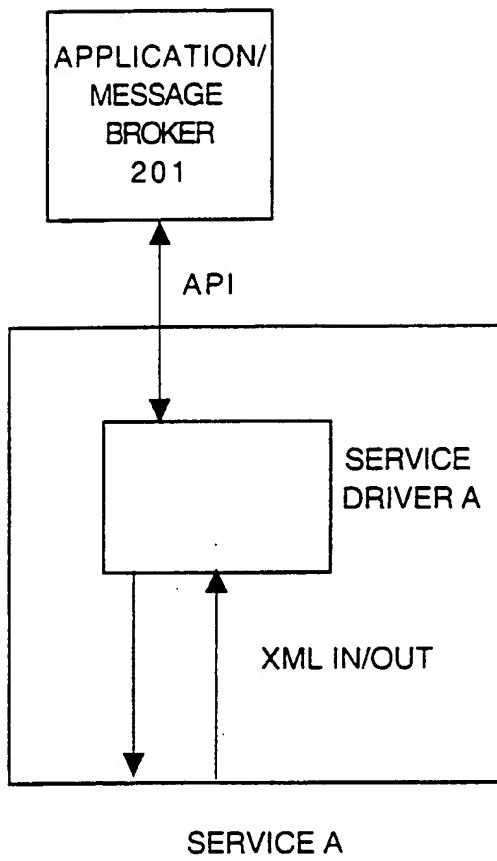 APPLICATION/
MESSAGE
BROKER
201
API
SERVICE
DRIVER A
XML IN/OUT
SERVICE A